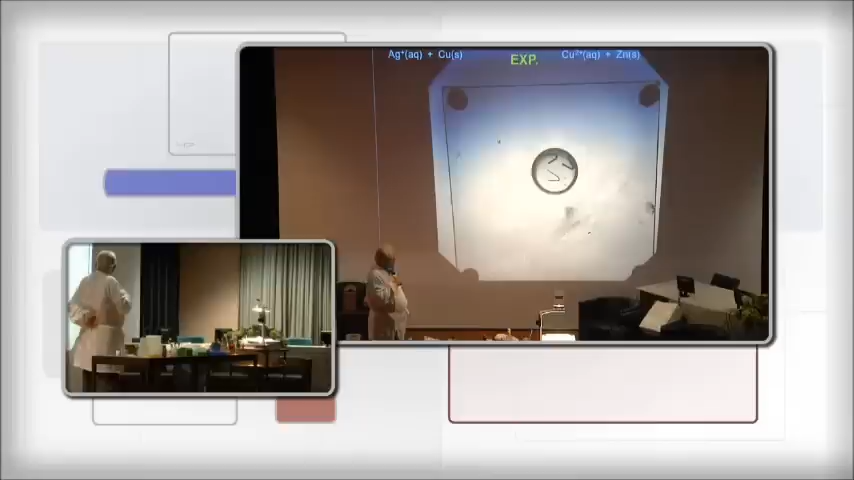 Ag⁺(aq) + Cu(s)
EXP.
Cu²⁺(aq) + Zn(s)